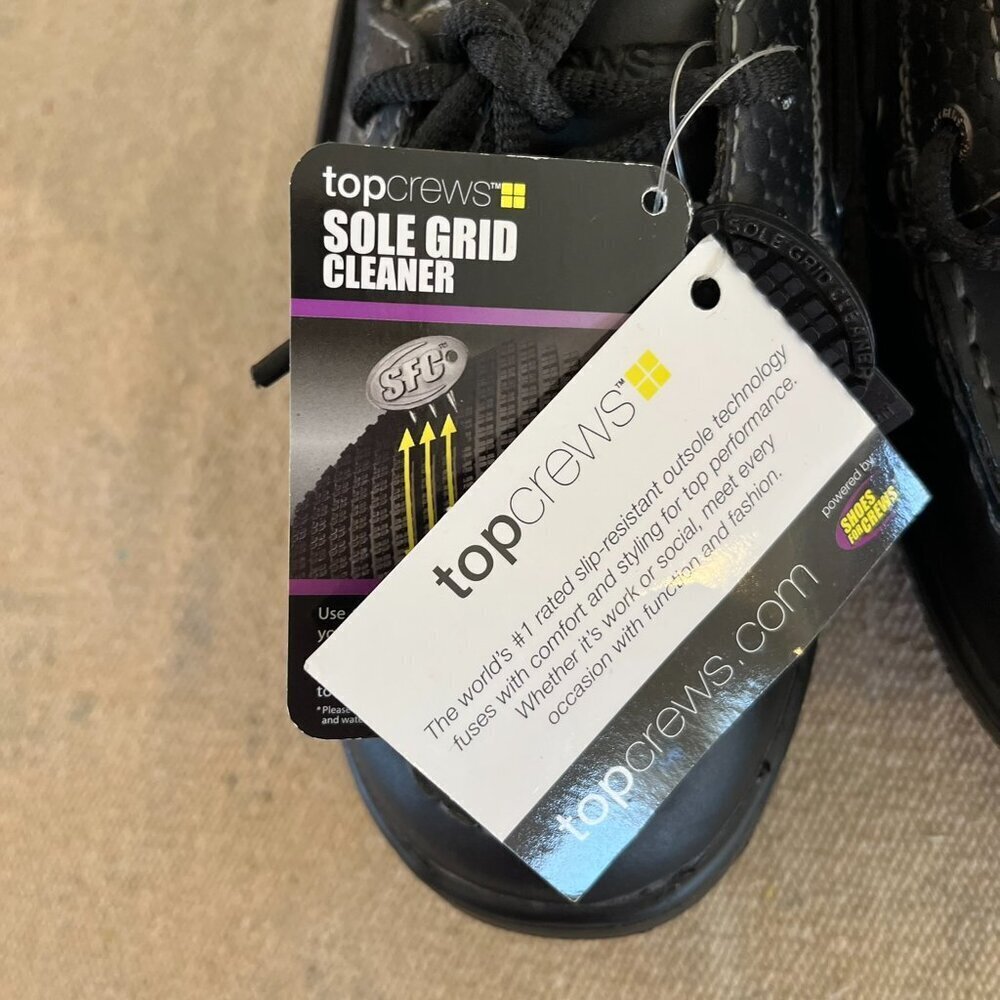 topcrews™
SOLE GRID
CLEANER
SFC
Use
to
*Please
and wate
SOLE GRID CLEANER
topcrews™
The world's #1 rated slip-resistant outsole technology
fuses with comfort and styling for top performance.
Whether it's work or social, meet every
occasion with function and fashion.
powered by
SHOES
FOR CREWS
topcrews.com